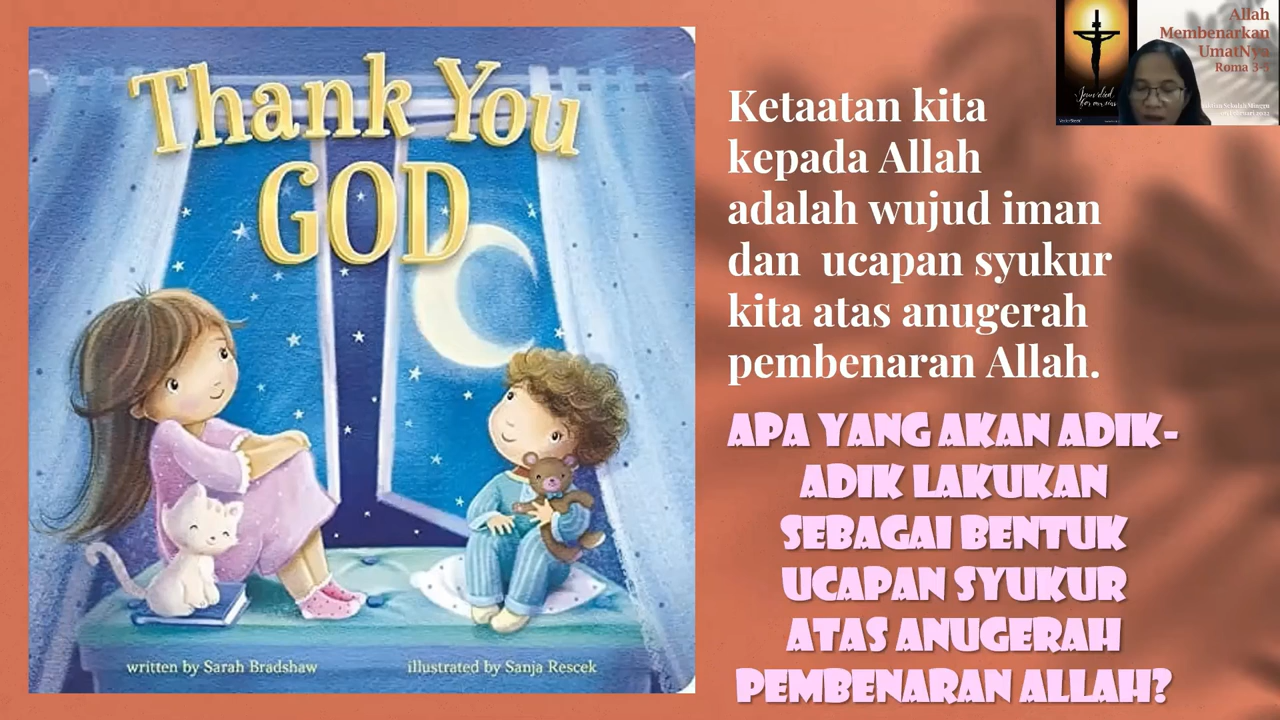 Thank You
GOD
written by Sarah Bradshaw
illustrated by Sanja Rescek
Ketaatan kita
kepada Allah
adalah wujud iman
dan ucapan syukur
kita atas anugerah
pembenaran Allah.
APA YANG AKAN ADIK-
ADIK LAKUKAN
SEBAGAI BENTUK
UCAPAN SYUKUR
ATAS ANUGERAH
PEMBENARAN ALLAH?
Allah
Membenarkan
UmatNya
Roma 3-5
Sekolah Minggu